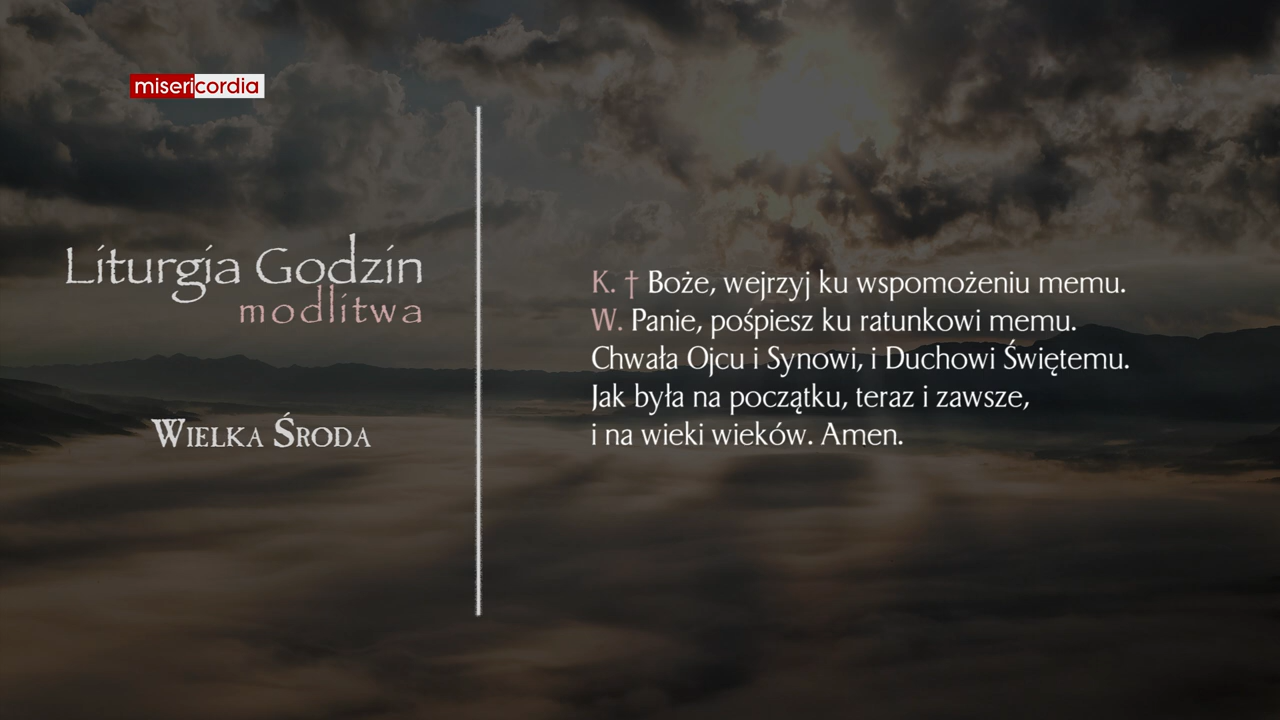 misericordia
Liturgia Godzin
modlitwa
Wielka Środa
K. † Boże, wejrzyj ku wspomożeniu memu.
W. Panie, pośpiesz ku ratunkowi memu.
Chwała Ojcu i Synowi, i Duchowi Świętemu.
Jak była na początku, teraz i zawsze,
i na wieki wieków. Amen.